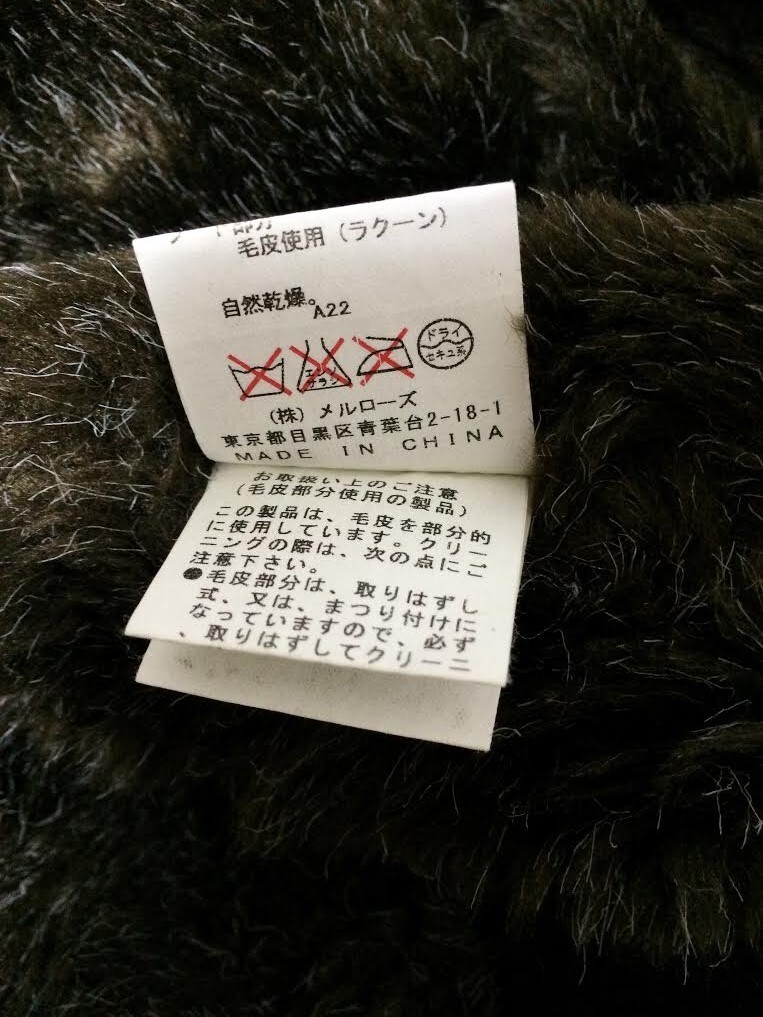 毛皮使用（ラクーン）
自然乾燥。
A22
エンソ
サラシ
ドライ
セキユ系
（株）メルローズ
東京都目黒区青葉台2-18-1
MADE IN CHINA
お取扱い上のご注意
（毛皮部分使用の製品）
この製品は、毛皮を部分的
に使用しています。クリー
ニングの際は、次の点にご
注意下さい。
●毛皮部分は、取りはずし
式、又は、まつり付けに
なっていますので、必ず
、取りはずしてクリーニ